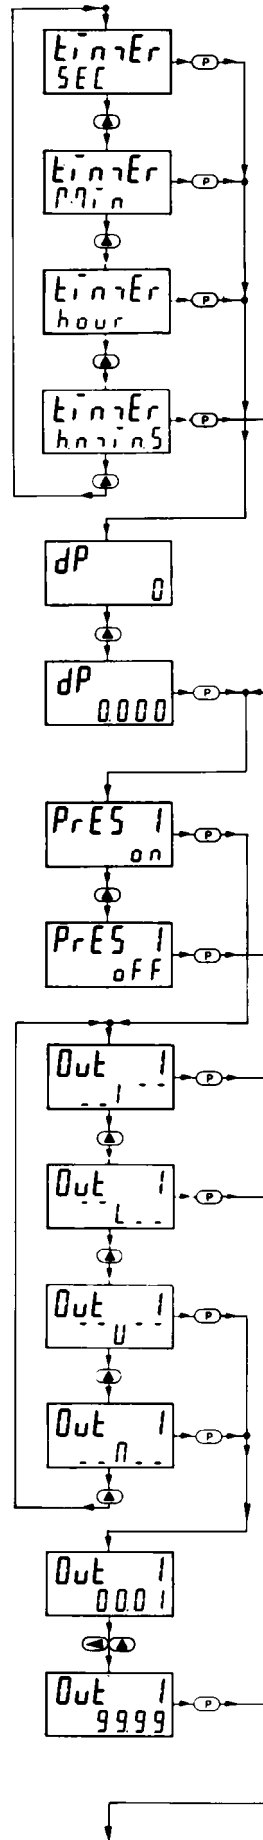 timEr
SEC
P
timEr
Min
P
timEr
hour
P
timEr
h.min.S
P
dP
0
dP
0.000
P
PrES 1
on
P
PrES 1
oFF
P
Out 1
P
Out 1
P
Out 1
P
Out 1
P
Out 1
00.01
Out 1
99.99
P